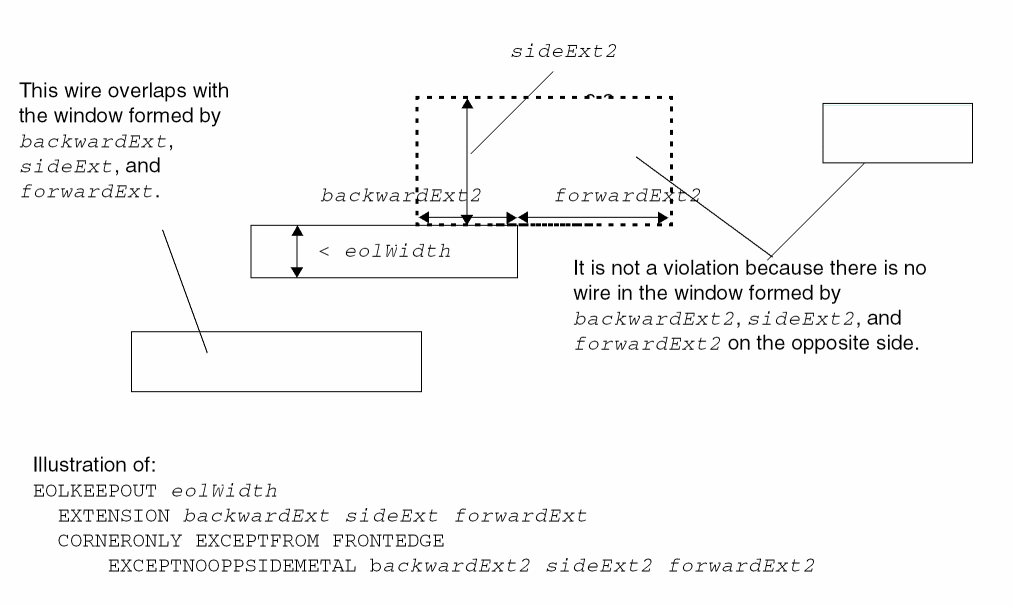 sideExt2
This wire overlaps with
the window formed by
backwardExt,
sideExt, and
forwardExt.
backwardExt2
forwardExt2
< eolWidth
It is not a violation because there is no
wire in the window formed by
backwardExt2, sideExt2, and
forwardExt2 on the opposite side.
Illustration of:
EOLKEEPOUT eolWidth
EXTENSION backwardExt sideExt forwardExt
CORNERONLY EXCEPTFROM FRONTEDGE
EXCEPTNOOPPSIDEMETAL backwardExt2 sideExt2 forwardExt2